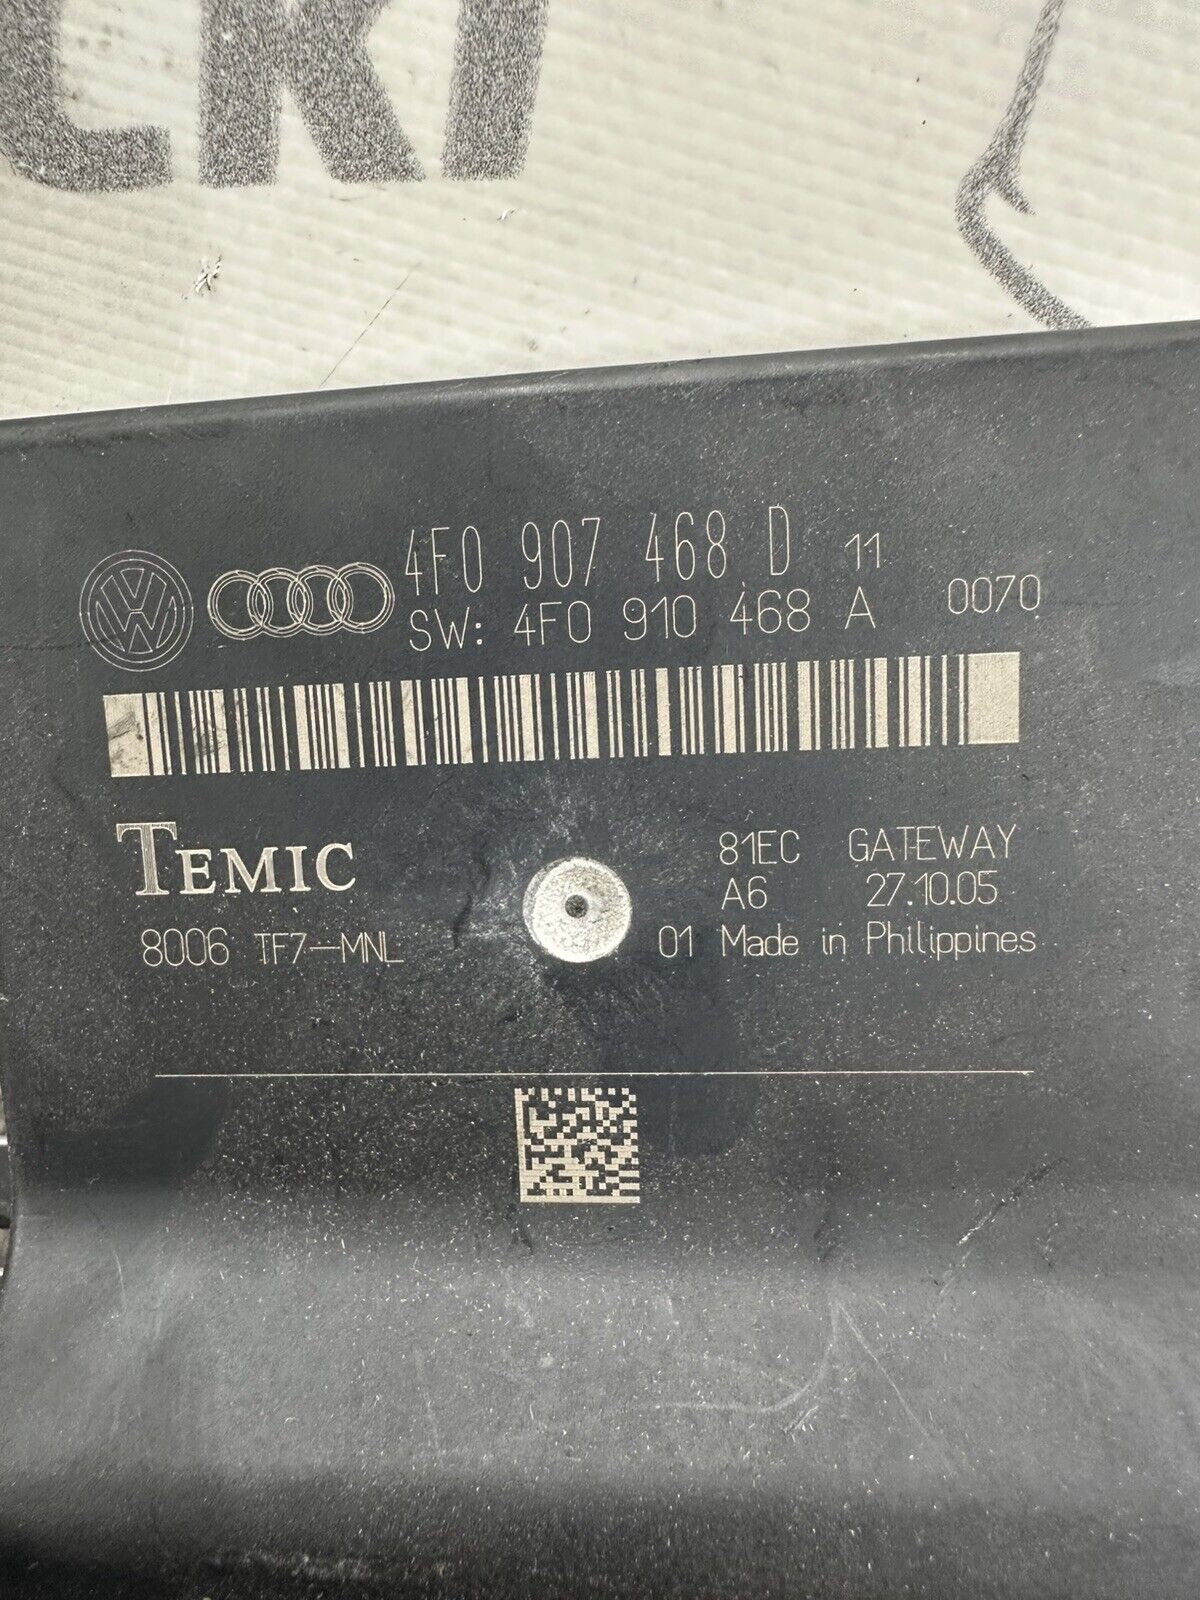 CKI
4F0 907 468 D 11
SW: 4F0 910 468 A 0070
TEMIC
81EC GATEWAY
A6 27.10.05
8006 TF7-MNL 01 Made in Philippines